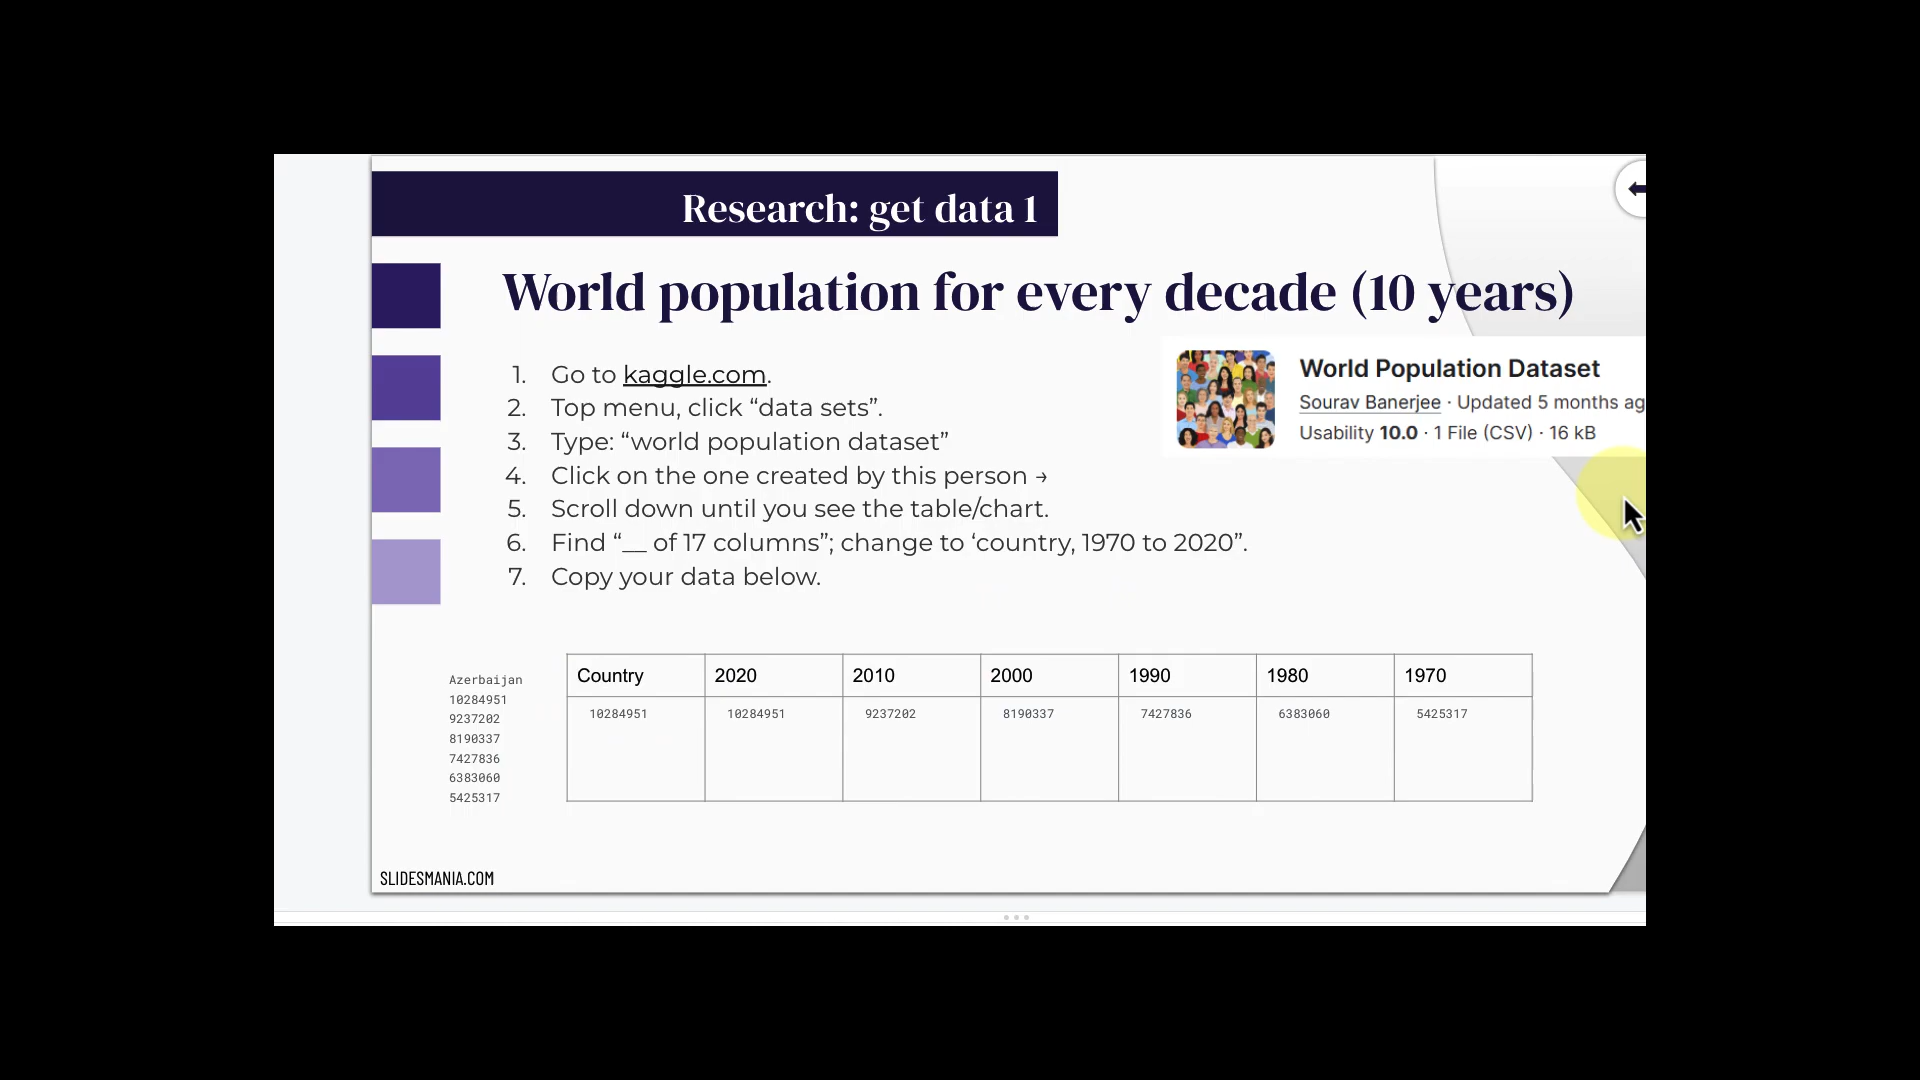 Research: get data 1
World population for every decade (10 years)
1. Go to kaggle.com.
2. Top menu, click “data sets”.
3. Type: “world population dataset”
4. Click on the one created by this person →
5. Scroll down until you see the table/chart.
6. Find “__ of 17 columns”; change to ‘country, 1970 to 2020”.
7. Copy your data below.
World Population Dataset
Sourav Banerjee · Updated 5 months ag
Usability 10.0 · 1 File (CSV) · 16 kB
Azerbaijan
10284951
9237202
8190337
7427836
6383060
5425317
Country 2020 2010 2000 1990 1980 1970
10284951 10284951 9237202 8190337 7427836 6383060 5425317
SLIDESMANIA.COM